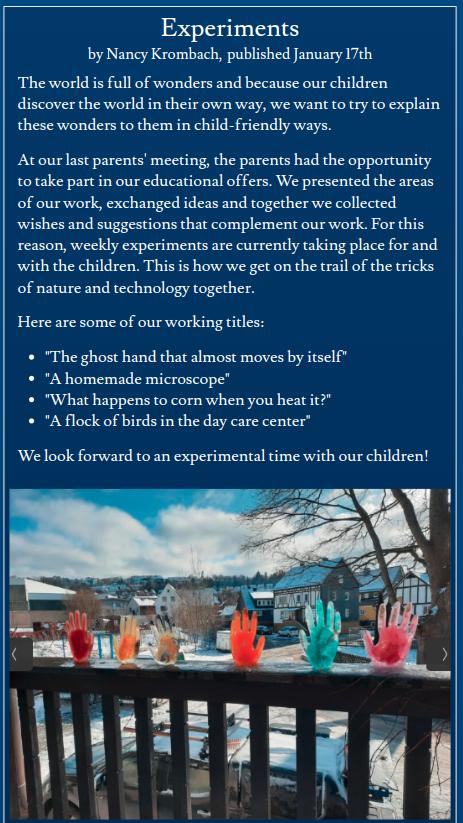 Experiments
by Nancy Krombach, published January 17th
The world is full of wonders and because our children
discover the world in their own way, we want to try to explain
these wonders to them in child-friendly ways.
At our last parents' meeting, the parents had the opportunity
to take part in our educational offers. We presented the areas
of our work, exchanged ideas and together we collected
wishes and suggestions that complement our work. For this
reason, weekly experiments are currently taking place for and
with the children. This is how we get on the trail of the tricks
of nature and technology together.
Here are some of our working titles:
• "The ghost hand that almost moves by itself"
• "A homemade microscope"
• "What happens to corn when you heat it?"
• "A flock of birds in the day care center"
We look forward to an experimental time with our children!